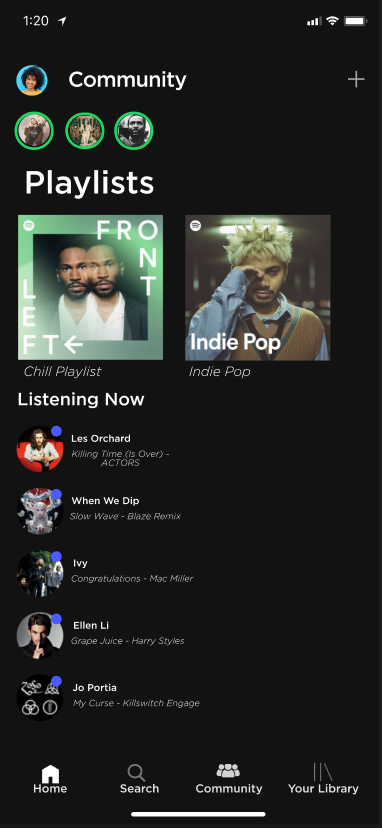 1:20
Community
Playlists
FRO
N
T
L
E
FT
Indie Pop
Chill Playlist
Indie Pop
Listening Now
Les Orchard
Killing Time (Is Over) -
ACTORS
When We Dip
Slow Wave - Blaze Remix
Ivy
Congratulations - Mac Miller
Ellen Li
Grape Juice - Harry Styles
Jo Portia
My Curse - Killswitch Engage
Home
Search
Community
Your Library